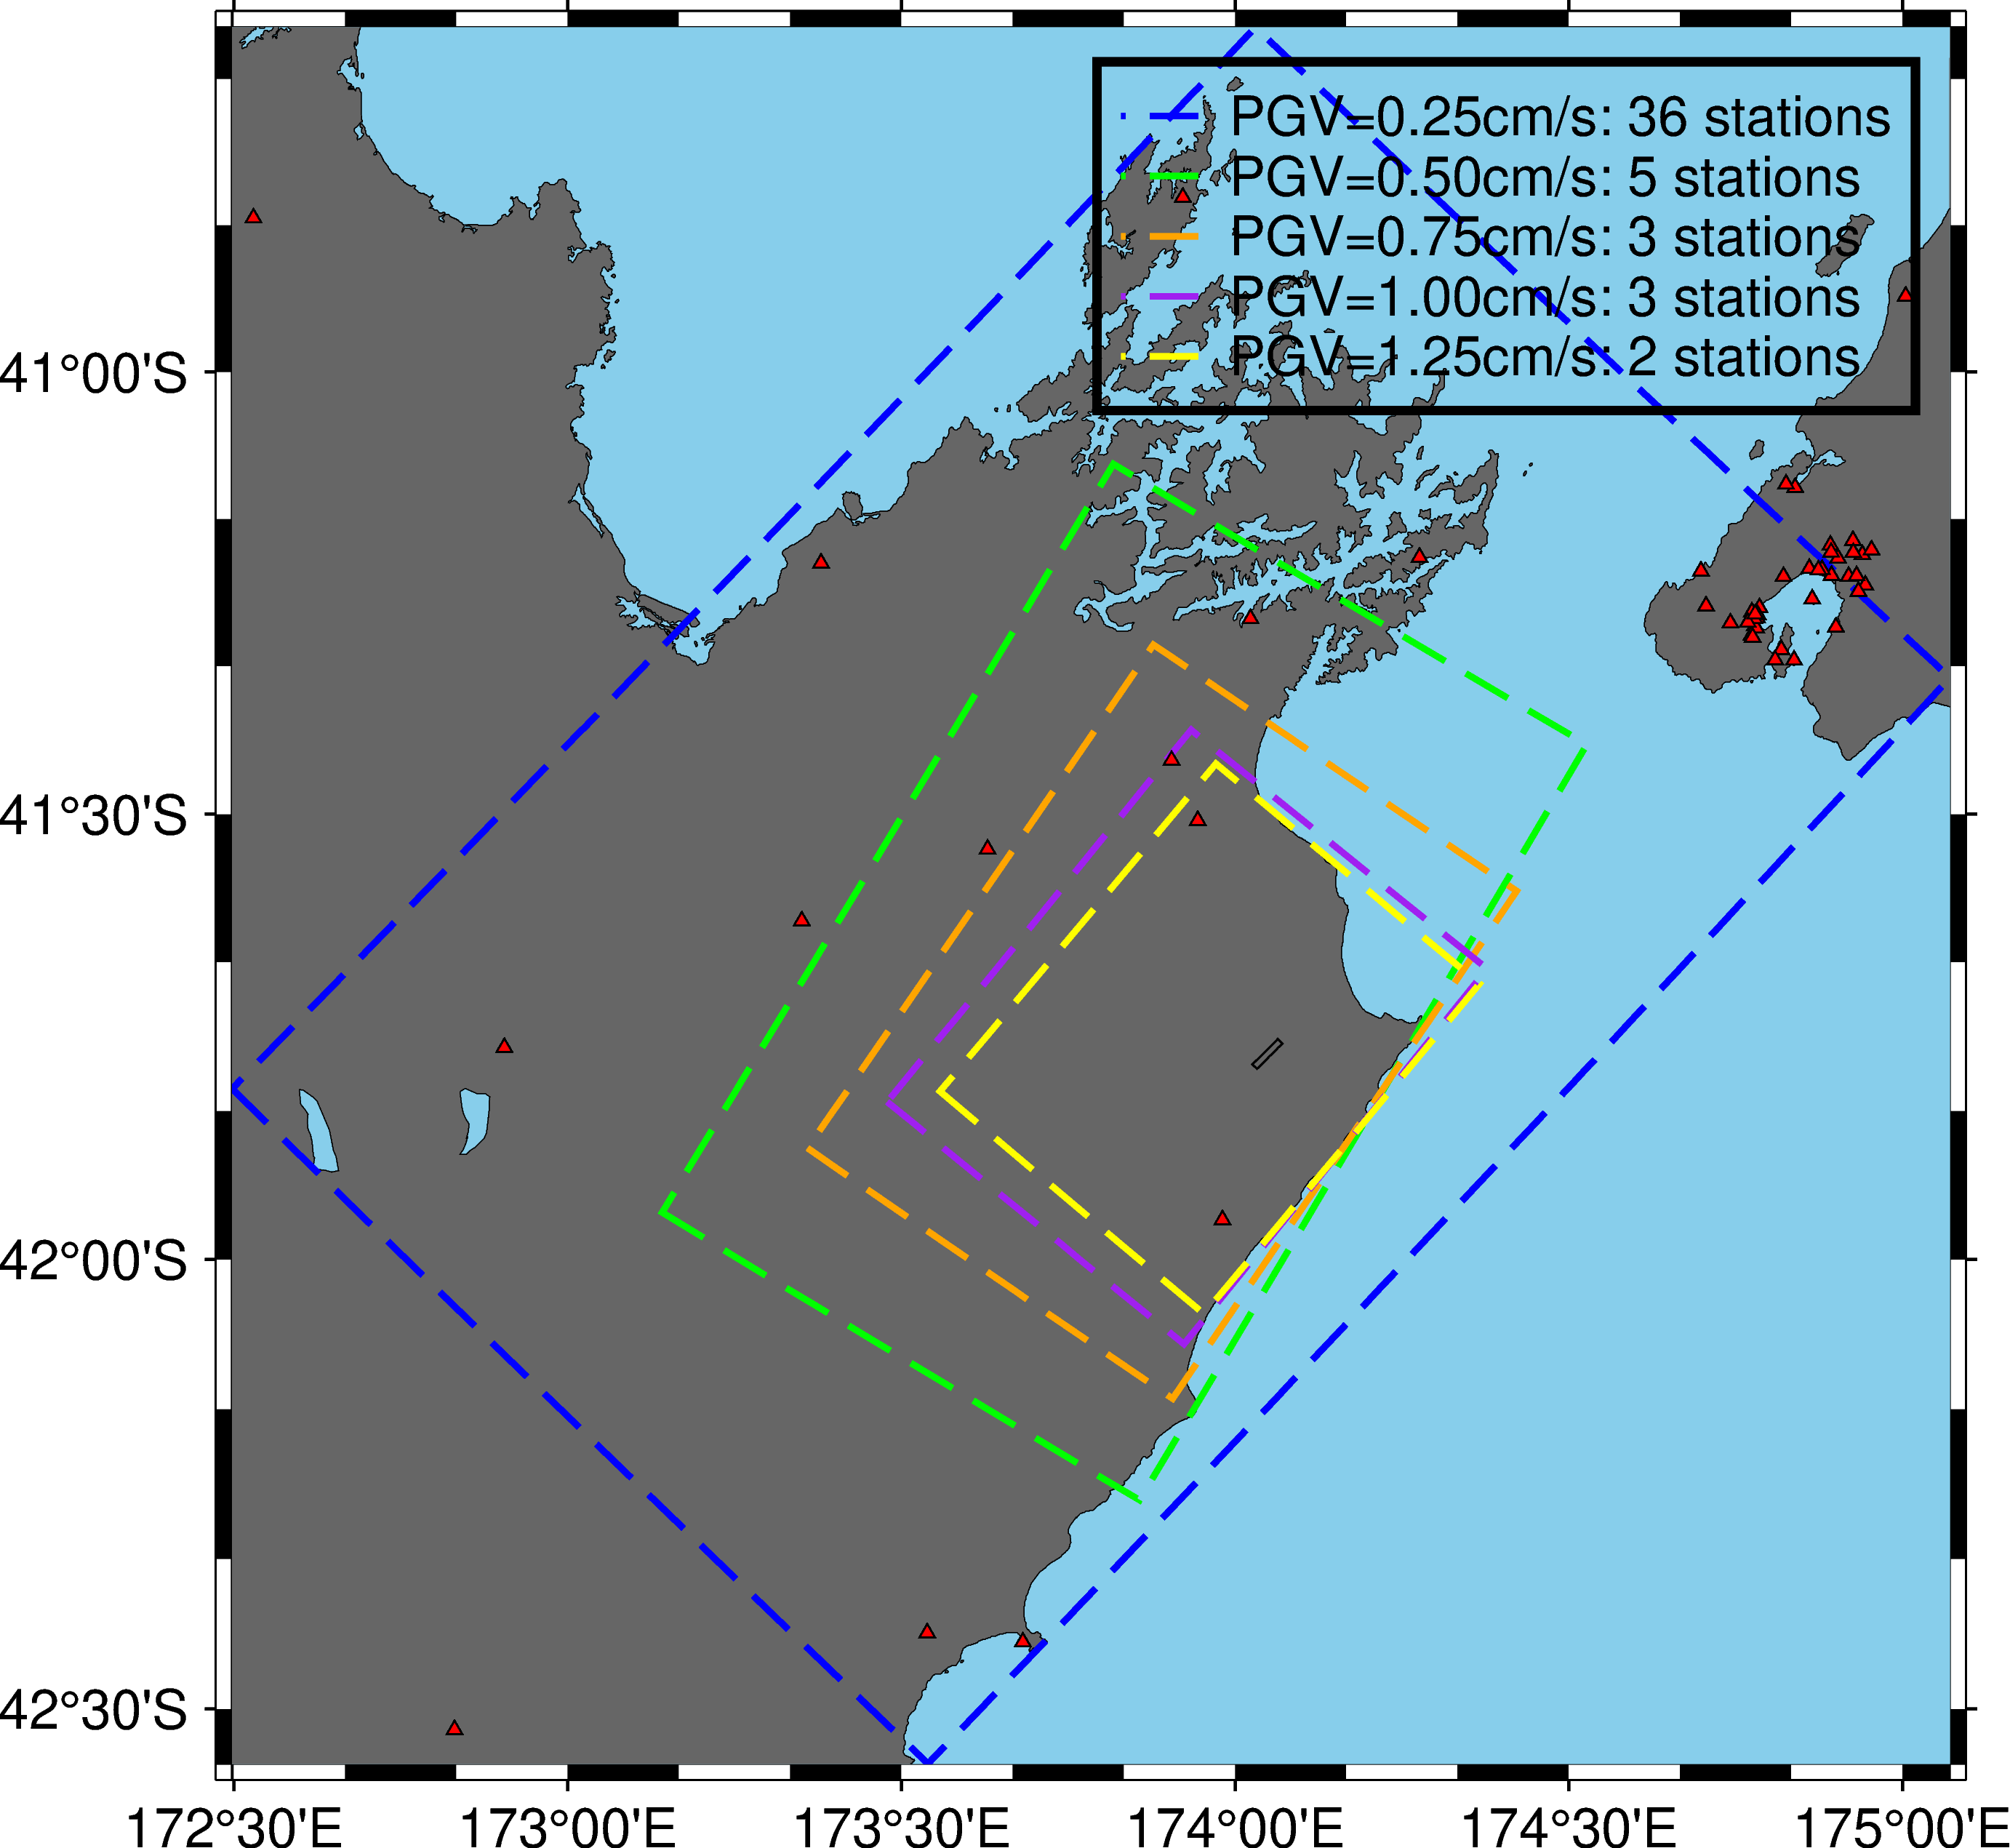 PGV=0.25cm/s: 36 stations
PGV=0.50cm/s: 5 stations
PGV=0.75cm/s: 3 stations
PGV=1.00cm/s: 3 stations
PGV=1.25cm/s: 2 stations
41°00'S
41°30'S
42°00'S
42°30'S
172°30'E 173°00'E 173°30'E 174°00'E 174°30'E 175°00'E